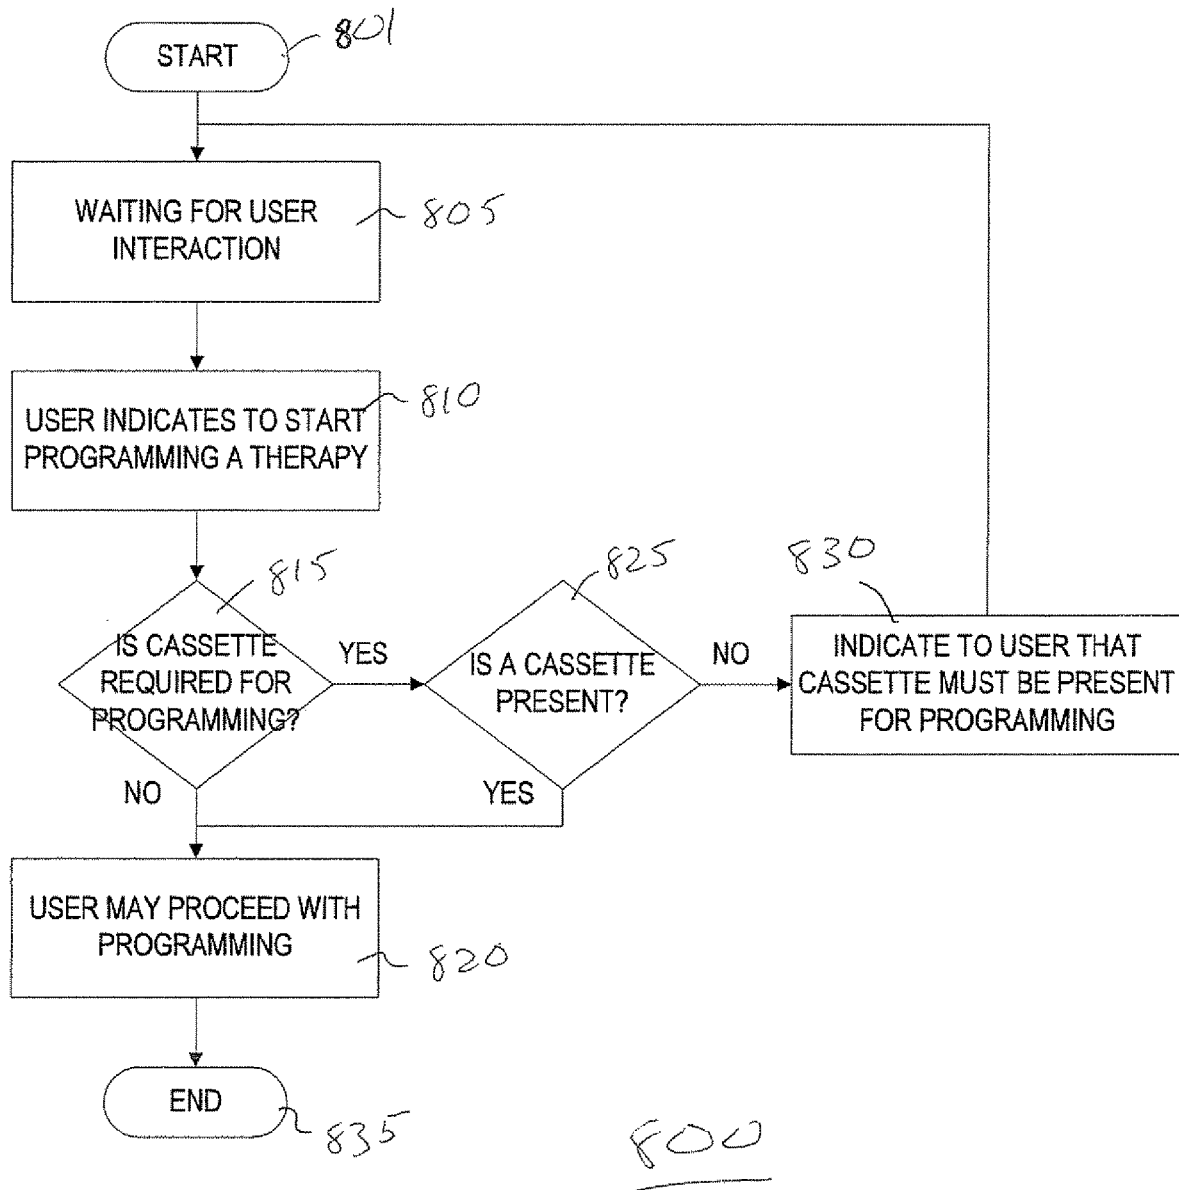 START
801
WAITING FOR USER
INTERACTION
805
USER INDICATES TO START
PROGRAMMING A THERAPY
810
IS CASSETTE
REQUIRED FOR
PROGRAMMING?
815
YES
NO
IS A CASSETTE
PRESENT?
825
NO
YES
INDICATE TO USER THAT
CASSETTE MUST BE PRESENT
FOR PROGRAMMING
830
USER MAY PROCEED WITH
PROGRAMMING
820
END
835
800